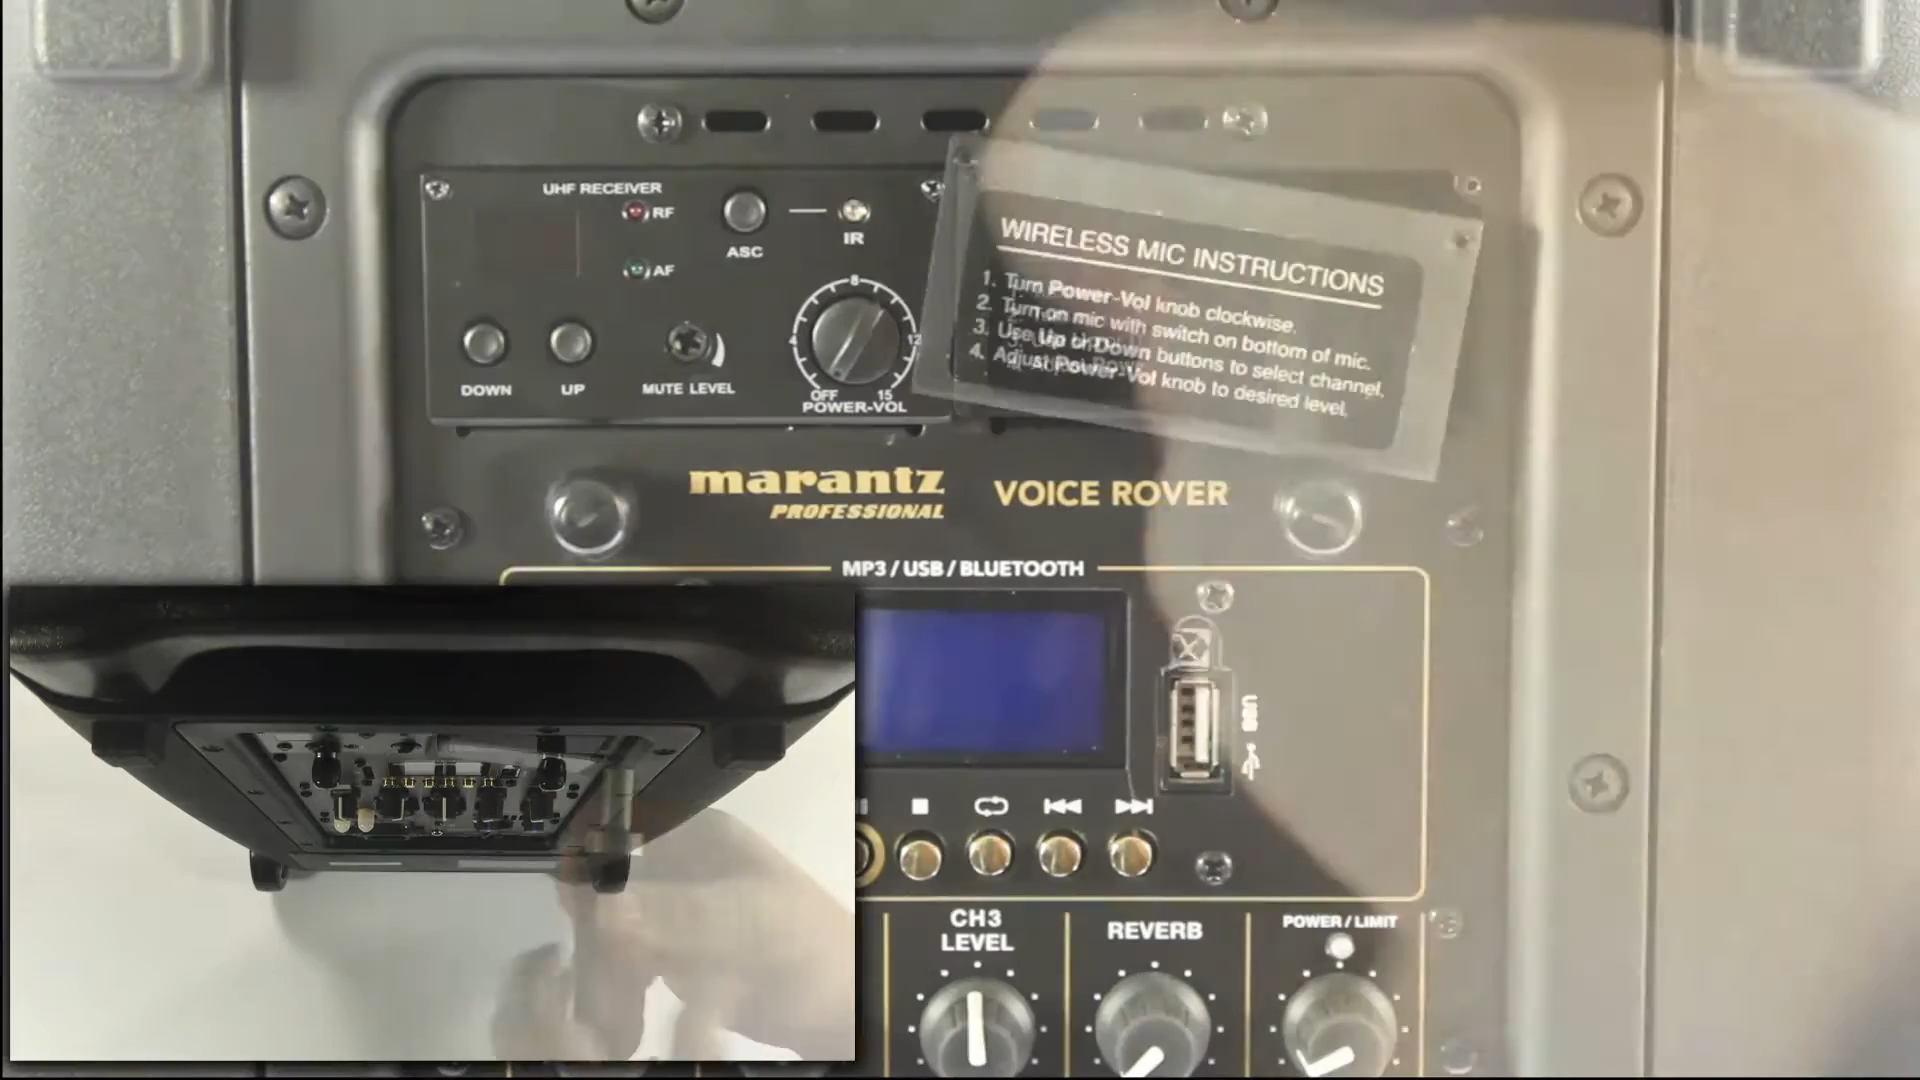 UHF RECEIVER
RF
ASC
IR
AF
8
4
12
DOWN
UP
MUTE LEVEL
OFF
15
POWER-VOL
WIRELESS MIC INSTRUCTIONS
1. Turn Power-Vol knob clockwise.
2. Turn on mic with switch on bottom of mic.
3. Use Up or Down buttons to select channel.
4. Adjust Power-Vol knob to desired level.
marantz
PROFESSIONAL
VOICE ROVER
MP3 / USB / BLUETOOTH
USB
CH3
LEVEL
REVERB
POWER / LIMIT